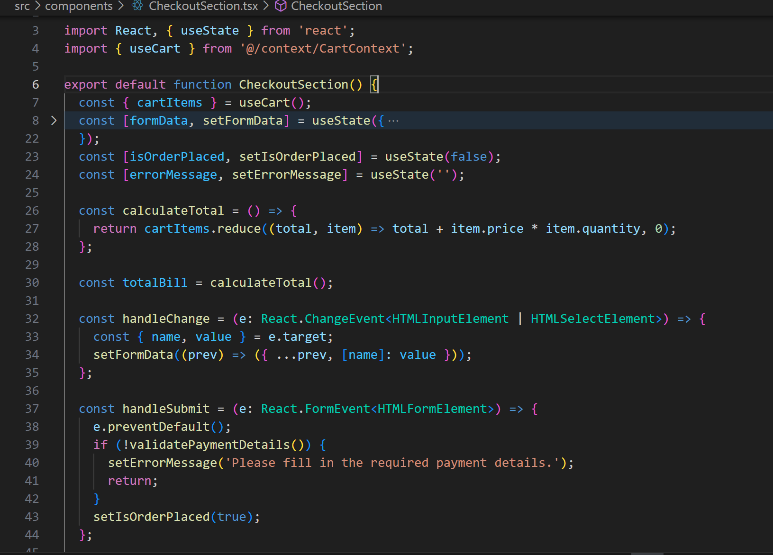 src > components > CheckoutSection.tsx > CheckoutSection
3 import React, { useState } from 'react';
4 import { useCart } from '@/context/CartContext';
5
6 export default function CheckoutSection() {
7   const { cartItems } = useCart();
8 >   const [formData, setFormData] = useState({ ···
22   });
23   const [isOrderPlaced, setIsOrderPlaced] = useState(false);
24   const [errorMessage, setErrorMessage] = useState('');
25
26   const calculateTotal = () => {
27     return cartItems.reduce((total, item) => total + item.price * item.quantity, 0);
28   };
29
30   const totalBill = calculateTotal();
31
32   const handleChange = (e: React.ChangeEvent<HTMLInputElement | HTMLSelectElement>) => {
33     const { name, value } = e.target;
34     setFormData((prev) => ({ ...prev, [name]: value }));
35   };
36
37   const handleSubmit = (e: React.FormEvent<HTMLFormElement>) => {
38     e.preventDefault();
39     if (!validatePaymentDetails()) {
40       setErrorMessage('Please fill in the required payment details.');
41       return;
42     }
43     setIsOrderPlaced(true);
44   };